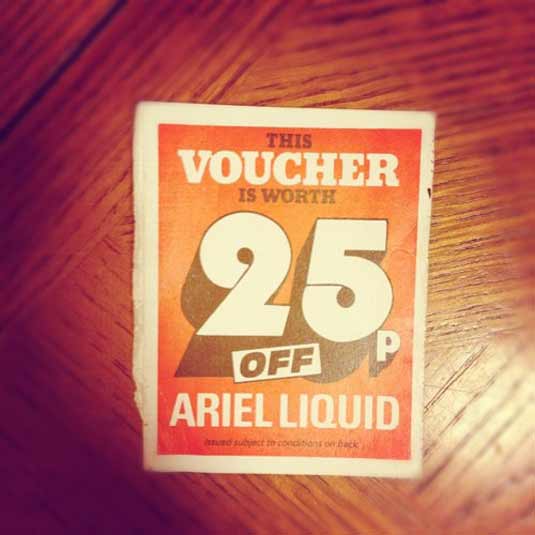 THIS
VOUCHER
IS WORTH
25p
OFF
ARIEL LIQUID
issued subject to conditions on back